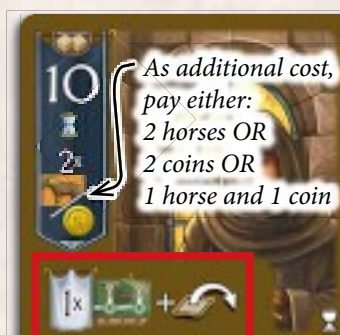 10
As additional cost,
pay either:
2x
2 horses OR
2 coins OR
1 horse and 1 coin
1x +